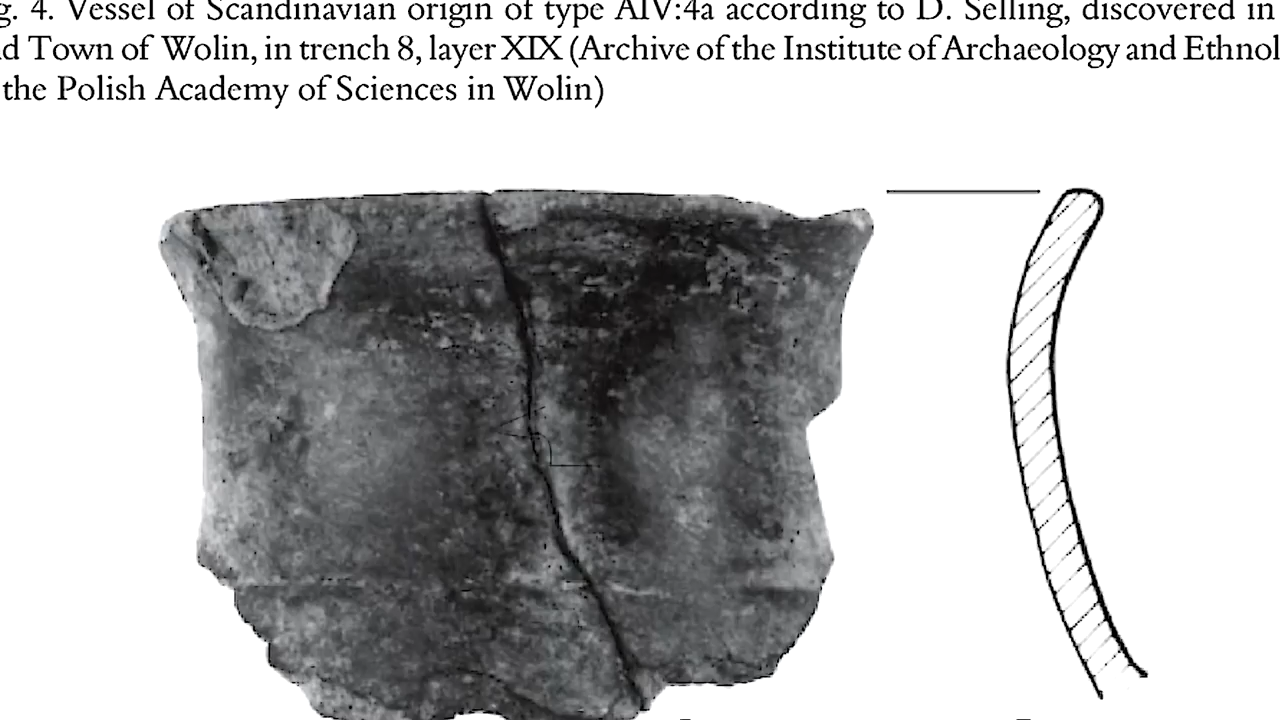 g. 4. Vessel of Scandinavian origin of type AIV:4a according to D. Selling, discovered in
d Town of Wolin, in trench 8, layer XIX (Archive of the Institute of Archaeology and Ethnol
the Polish Academy of Sciences in Wolin)